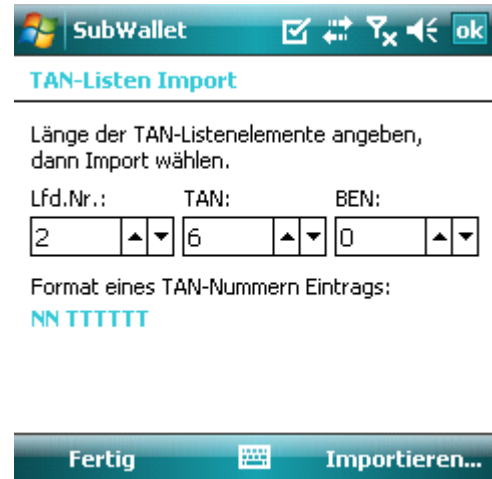 SubWallet ok
TAN-Listen Import
Länge der TAN-Listenelemente angeben,
dann Import wählen.
Lfd.Nr.: TAN: BEN:
2 6 0
Format eines TAN-Nummern Eintrags:
NN TTTTTT
Fertig Importieren...